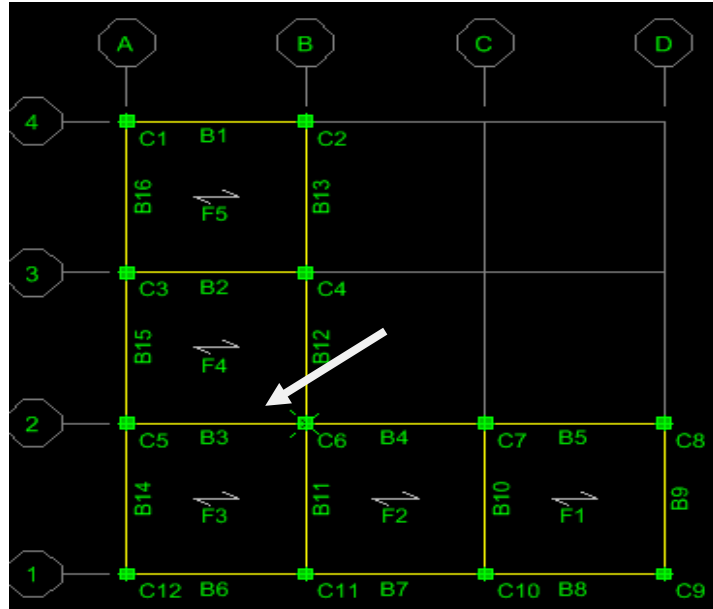 A B C D
4
C1 B1 C2
B16 B13
F5
3
C3 B2 C4
B15 B12
F4
2
C5 B3 C6 B4 C7 B5 C8
B14 B11 B10 B9
F3 F2 F1
1
C12 B6 C11 B7 C10 B8 C9